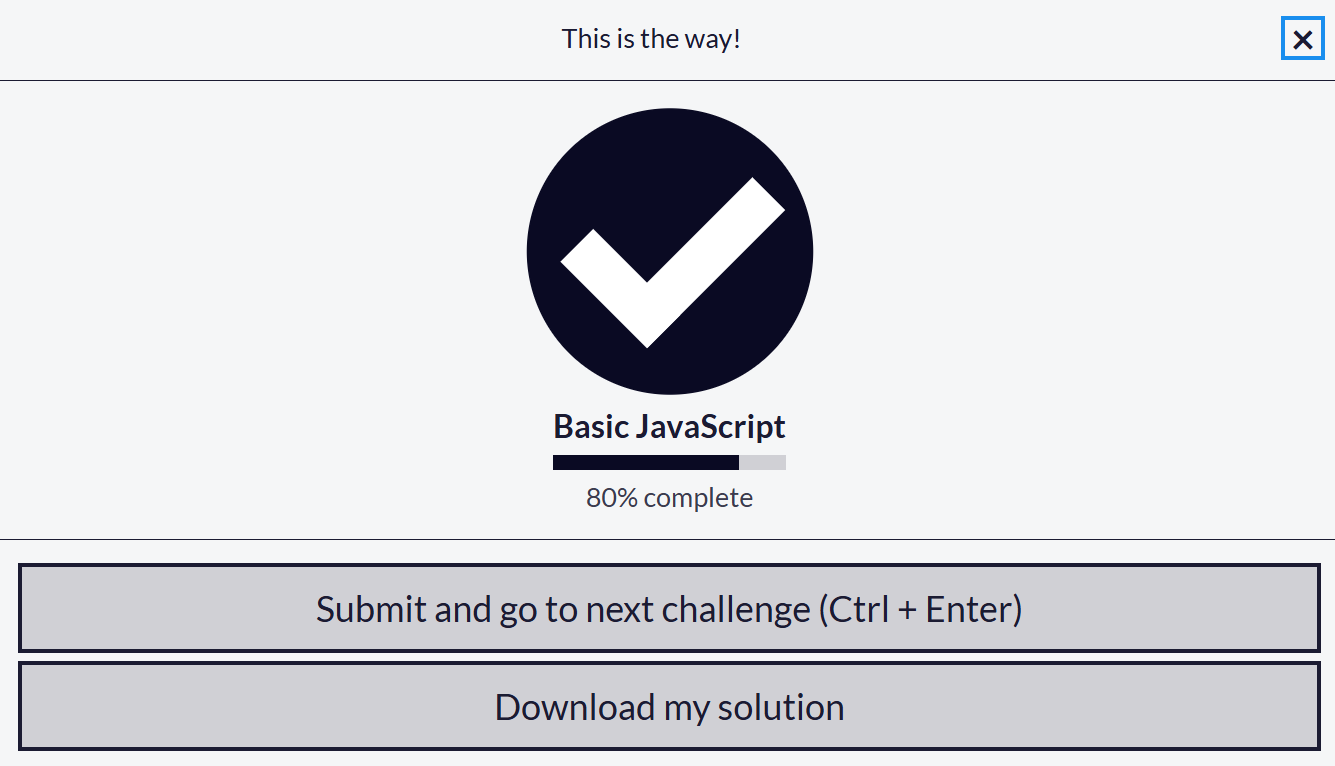 This is the way!
Basic JavaScript
80% complete
Submit and go to next challenge (Ctrl + Enter)
Download my solution